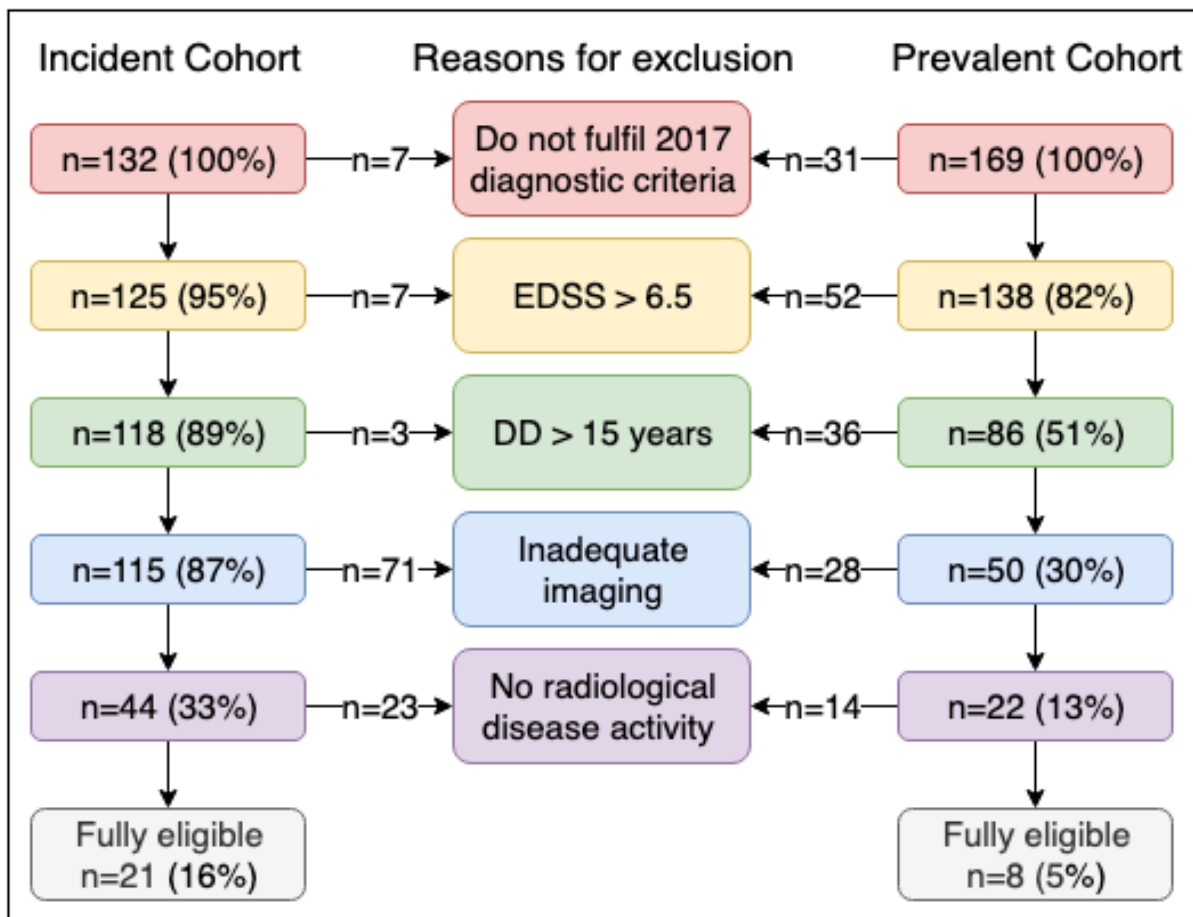 Incident Cohort
Reasons for exclusion
Prevalent Cohort
n=132 (100%)
n=7
Do not fulfil 2017
diagnostic criteria
n=31
n=169 (100%)
n=125 (95%)
n=7
EDSS > 6.5
n=52
n=138 (82%)
n=118 (89%)
n=3
DD > 15 years
n=36
n=86 (51%)
n=115 (87%)
n=71
Inadequate
imaging
n=28
n=50 (30%)
n=44 (33%)
n=23
No radiological
disease activity
n=14
n=22 (13%)
Fully eligible
n=21 (16%)
Fully eligible
n=8 (5%)